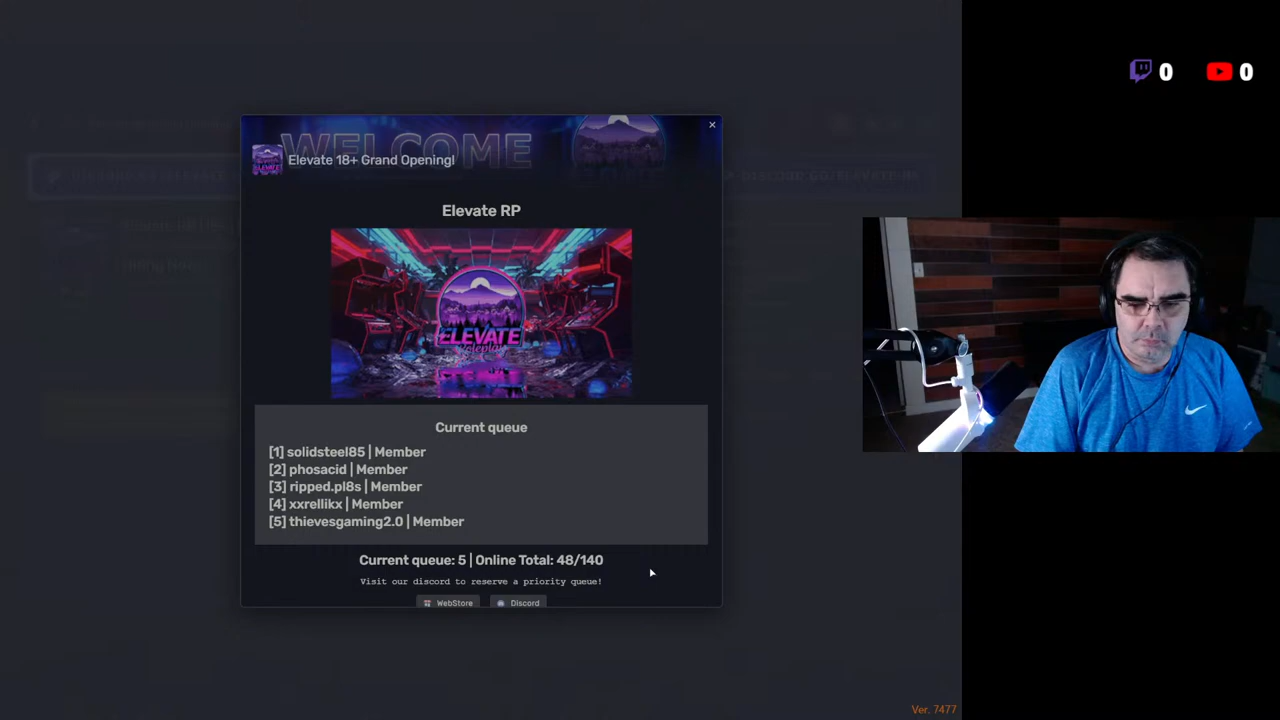 0 0
WELCOME
Elevate 18+ Grand Opening!
Elevate RP
ELEVATE
Roleplay
Current queue
[1] solidsteel85 | Member
[2] phosacid | Member
[3] ripped.pl8s | Member
[4] xxrellikx | Member
[5] thievesgaming2.0 | Member
Current queue: 5 | Online Total: 48/140
Visit our discord to reserve a priority queue!
WebStore Discord
Ver. 7477